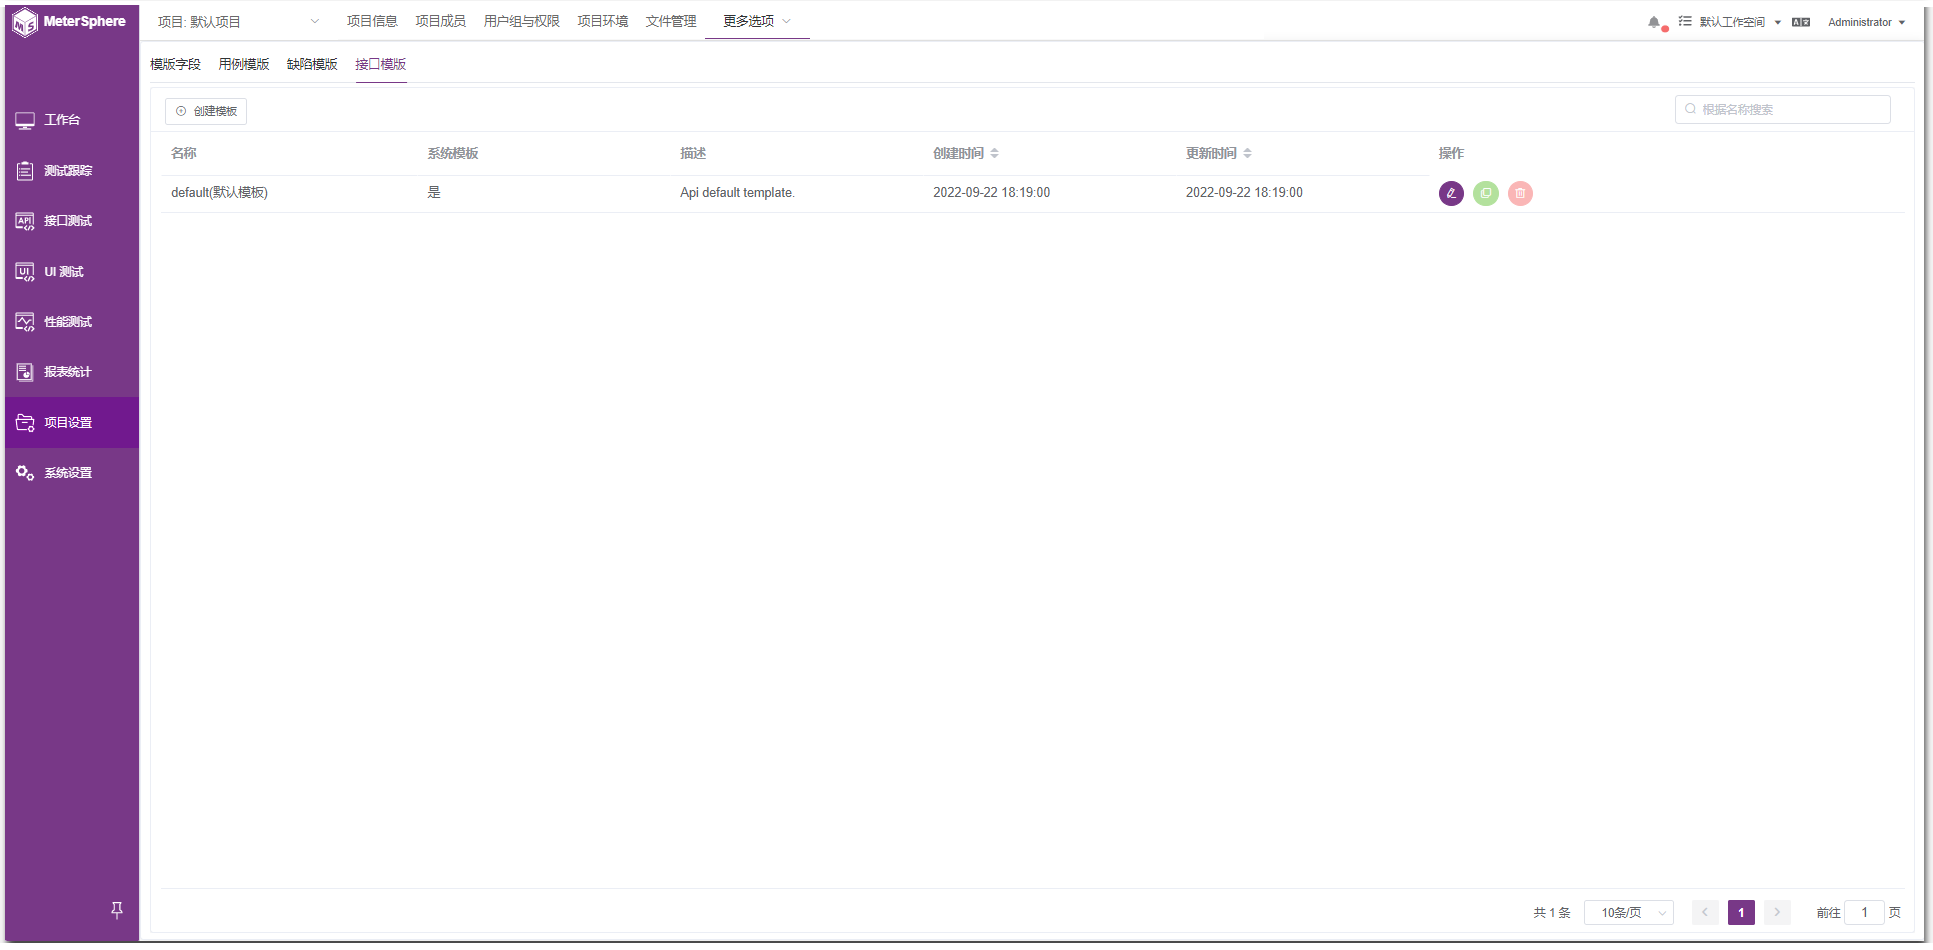 MeterSphere
项目: 默认项目 项目信息 项目成员 用户组与权限 项目环境 文件管理 更多选项 默认工作空间 Administrator
模版字段 用例模版 缺陷模版 接口模版
创建模板 根据名称搜索
名称 系统模板 描述 创建时间 更新时间 操作
default(默认模板) 是 Api default template. 2022-09-22 18:19:00 2022-09-22 18:19:00
工作台
测试跟踪
接口测试
UI 测试
性能测试
报表统计
项目设置
系统设置
共 1 条 10条/页 1 前往 1 页